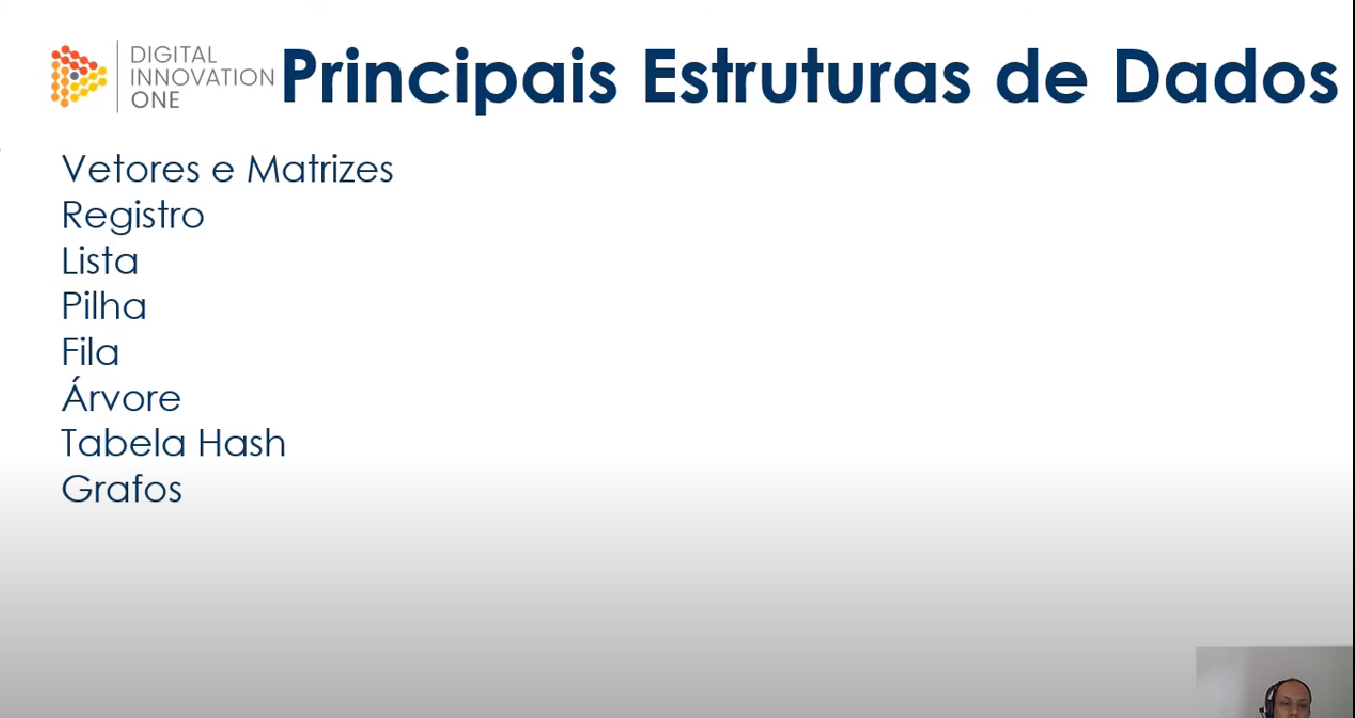 DIGITAL
INNOVATION
ONE
Principais Estruturas de Dados
Vetores e Matrizes
Registro
Lista
Pilha
Fila
Árvore
Tabela Hash
Grafos